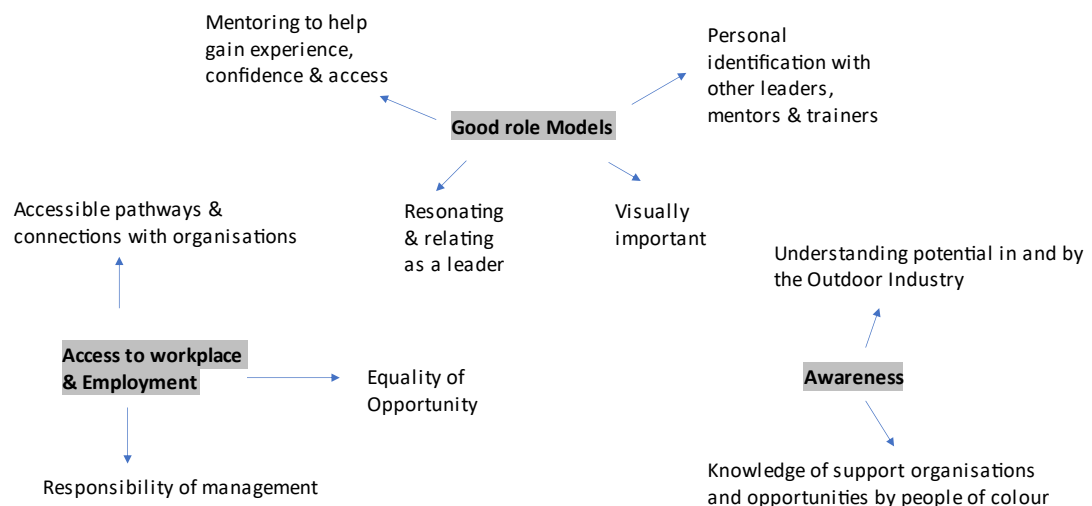 Mentoring to help
gain experience,
confidence & access
Personal
identification with
other leaders,
mentors & trainers
Good role Models
Resonating
& relating
as a leader
Visually
important
Accessible pathways &
connections with organisations
Understanding potential in and by
the Outdoor Industry
Access to workplace
& Employment
Equality of
Opportunity
Awareness
Responsibility of management
Knowledge of support organisations
and opportunities by people of colour